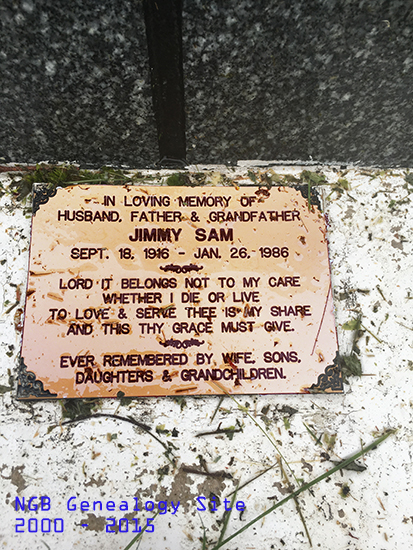 IN LOVING MEMORY OF
HUSBAND, FATHER & GRANDFATHER
JIMMY SAM
SEPT. 18, 1916 - JAN. 26, 1986
LORD IT BELONGS NOT TO MY CARE
WHETHER I DIE OR LIVE
TO LOVE & SERVE THEE IS MY SHARE
AND THIS THY GRACE MUST GIVE.
EVER REMEMBERED BY WIFE, SONS,
DAUGHTERS & GRANDCHILDREN.
NGB Genealogy Site
2000 - 2015